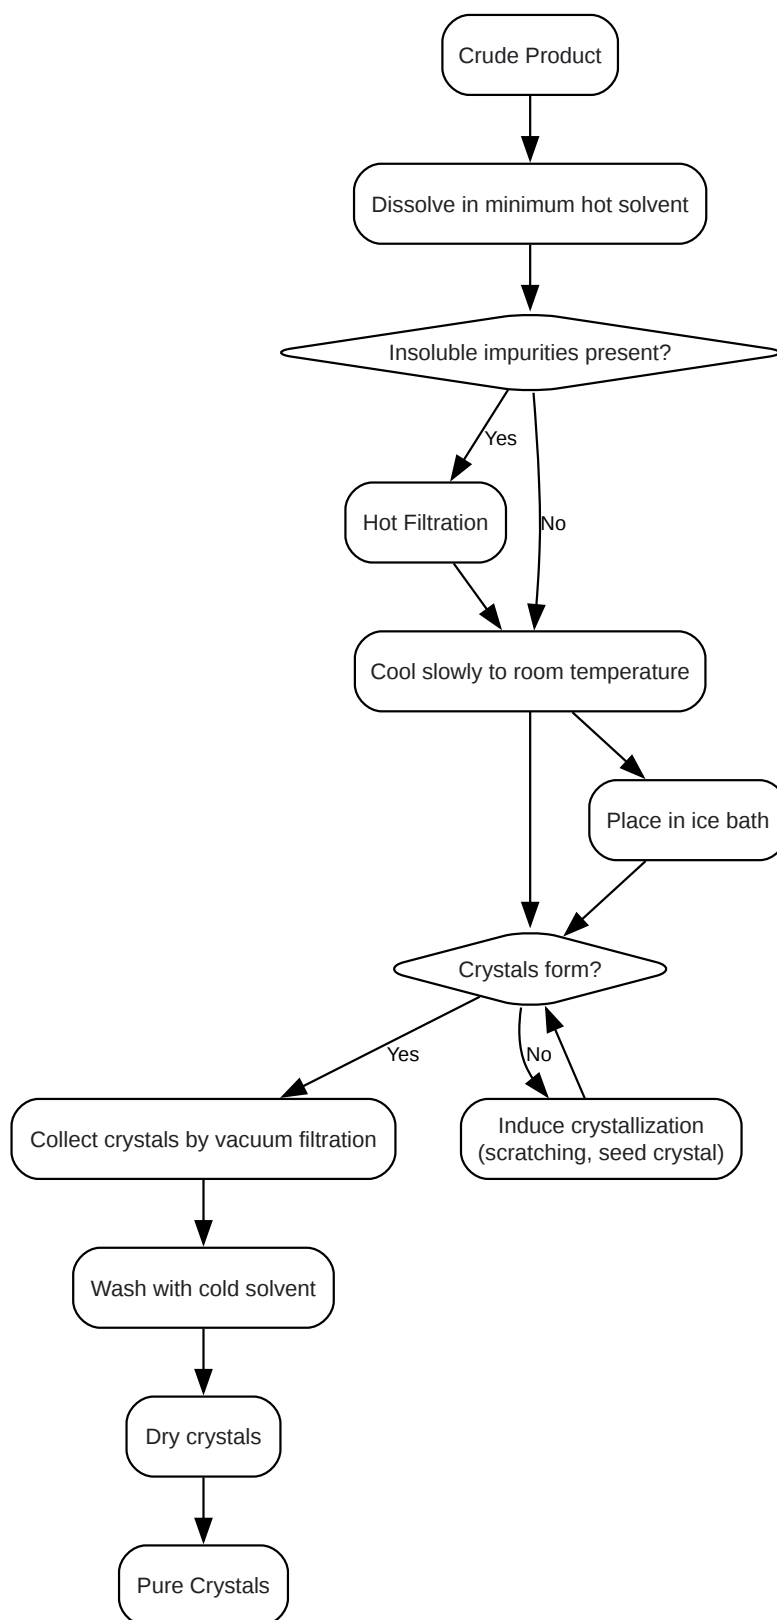 Crude Product
Dissolve in minimum hot solvent
Insoluble impurities present?
Yes
Hot Filtration
No
Cool slowly to room temperature
Place in ice bath
Crystals form?
Yes
No
Collect crystals by vacuum filtration
Induce crystallization
(scratching, seed crystal)
Wash with cold solvent
Dry crystals
Pure Crystals